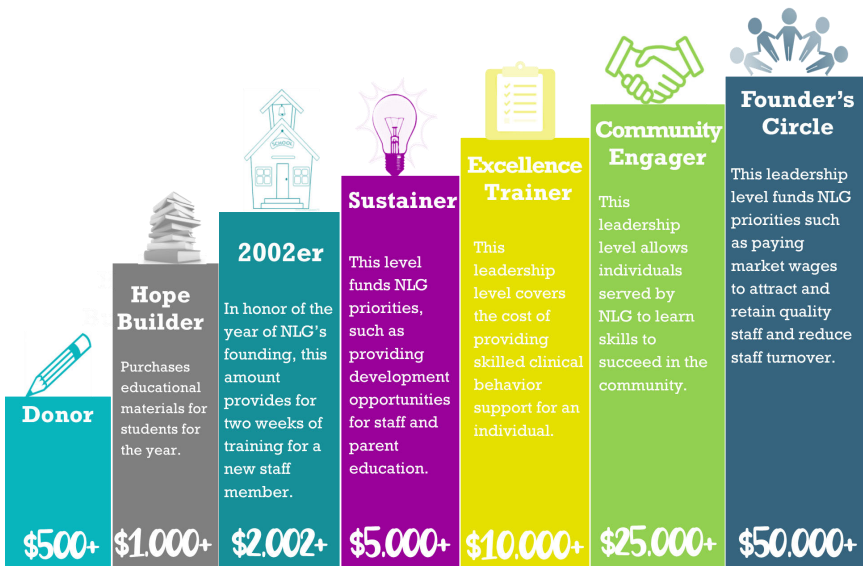 Donor
$500+
Hope
Builder
Purchases
educational
materials for
students for
the year.
$1,000+
SCHOOL
2002er
In honor of the
year of NLG's
founding, this
amount
provides for
two weeks of
training for a
new staff
member.
$2,002+
Sustainer
This level
funds NLG
priorities,
such as
providing
development
opportunities
for staff and
parent
education.
$5,000+
Excellence
Trainer
This
leadership
level covers
the cost of
providing
skilled clinical
behavior
support for an
individual.
$10,000+
Community
Engager
This
leadership
level allows
individuals
served by
NLG to learn
skills to
succeed in the
community.
$25,000+
Founder's
Circle
This leadership
level funds NLG
priorities such
as paying
market wages
to attract and
retain quality
staff and reduce
staff turnover.
$50,000+